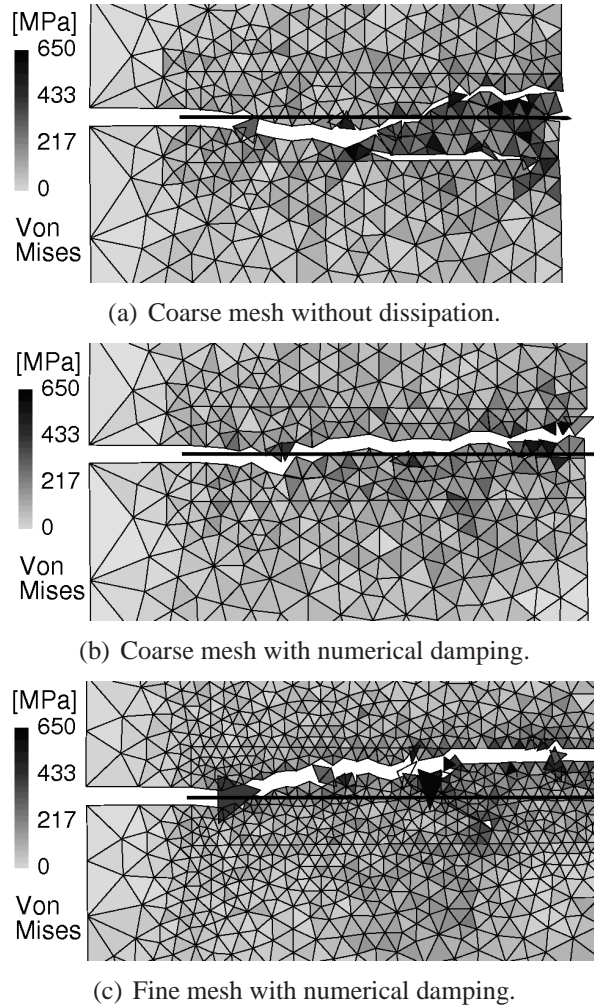 [MPa]
650
433
217
0
Von
Mises
(a) Coarse mesh without dissipation.
[MPa]
650
433
217
0
Von
Mises
(b) Coarse mesh with numerical damping.
[MPa]
650
433
217
0
Von
Mises
(c) Fine mesh with numerical damping.